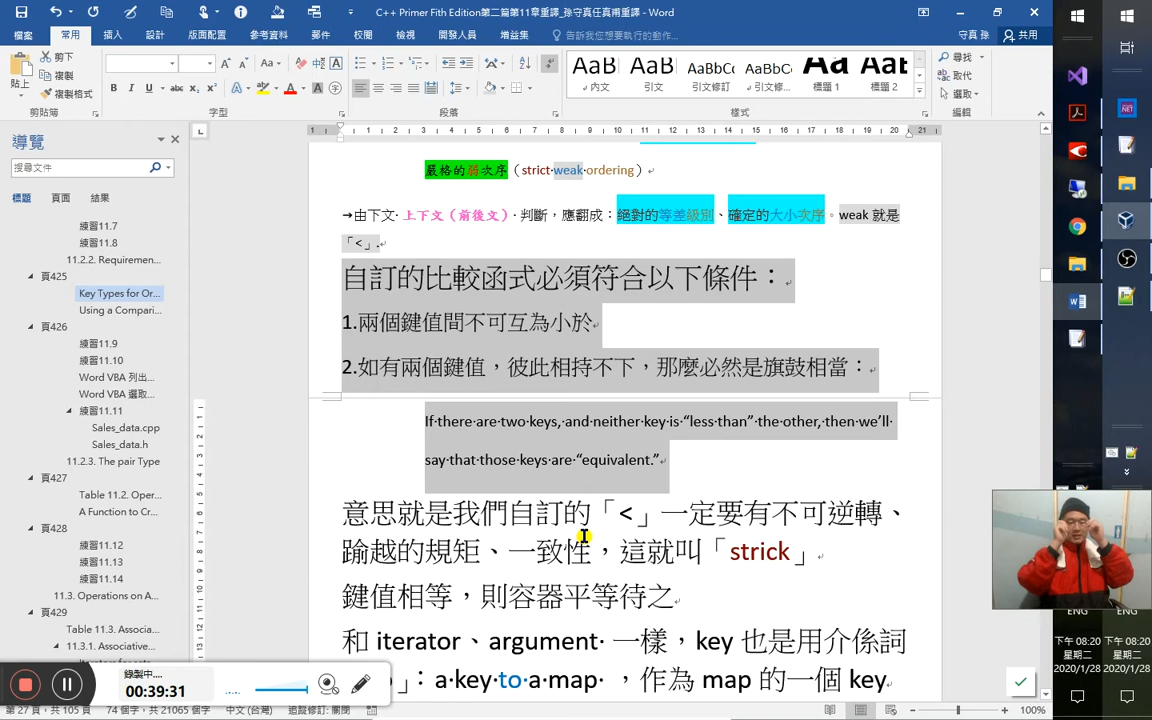 C++ Primer Fith Edition第二篇第11章重譯_孫守真任真甫重譯 - Word
檔案 常用 插入 設計 版面配置 參考資料 郵件 校閱 檢視 開發人員 增益集 告訴我您想要執行的動作... 守真 孫 共用
貼上 剪下 複製 複製格式
剪貼簿 字型 段落 樣式 編輯
AaB AaB AaBbC AaBbC AaB AaB
內文 引文 引文修訂 引文修... 標題 1 標題 2
尋找 取代 選取
導覽
搜尋文件
標題 頁面 結果
練習11.7
練習11.8
11.2.2. Requiremen...
頁425
Key Types for Or...
Using a Compari...
頁426
練習11.9
練習11.10
Word VBA 列出...
Word VBA 選取...
練習11.11
Sales_data.cpp
Sales_data.h
11.2.3. The pair Type
頁427
Table 11.2. Oper...
A Function to Cr...
頁428
練習11.12
練習11.13
練習11.14
11.3. Operations on A...
頁429
Table 11.3. Associa...
11.3.1. Associative...
嚴格的弱次序（strict weak ordering）
→由下文 上下文（前後文） 判斷，應翻成：絕對的等差級別、確定的大小次序。weak 就是
「<」.
自訂的比較函式必須符合以下條件：
1.兩個鍵值間不可互為小於
2.如有兩個鍵值，彼此相持不下，那麼必然是旗鼓相當：
If there are two keys, and neither key is “less than” the other, then we’ll
say that those keys are “equivalent.”
意思就是我們自訂的「<」一定要有不可逆轉、
踰越的規矩、一致性，這就叫「strick」
鍵值相等，則容器平等待之
和 iterator、argument 一樣，key 也是用介係詞
」：a key to a map ，作為 map 的一個 key
錄製中...
00:39:31
第 27 頁，共 105 頁 74 個字，共 21065 個字 中文 (台灣) 追蹤修訂: 關閉 100%
ENG ENG
下午 08:20 下午 08:20
星期二 星期二
2020/1/28 2020/1/28